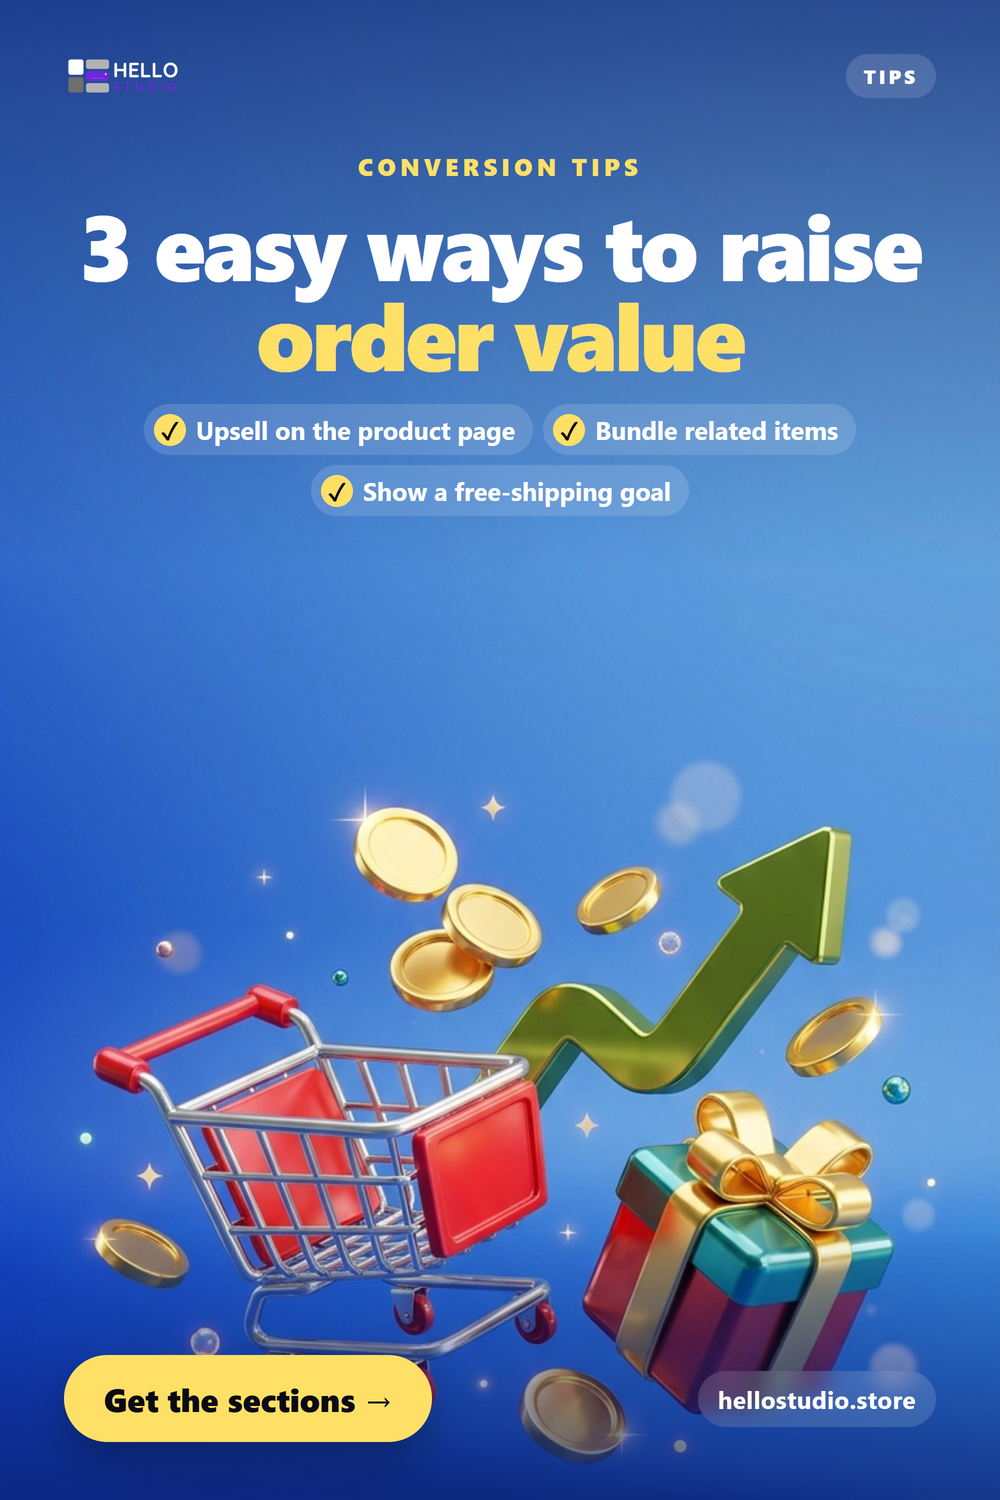 HELLO
STUDIO
TIPS
CONVERSION TIPS
3 easy ways to raise
order value
✓ Upsell on the product page
✓ Bundle related items
✓ Show a free-shipping goal
Get the sections →
hellostudio.store